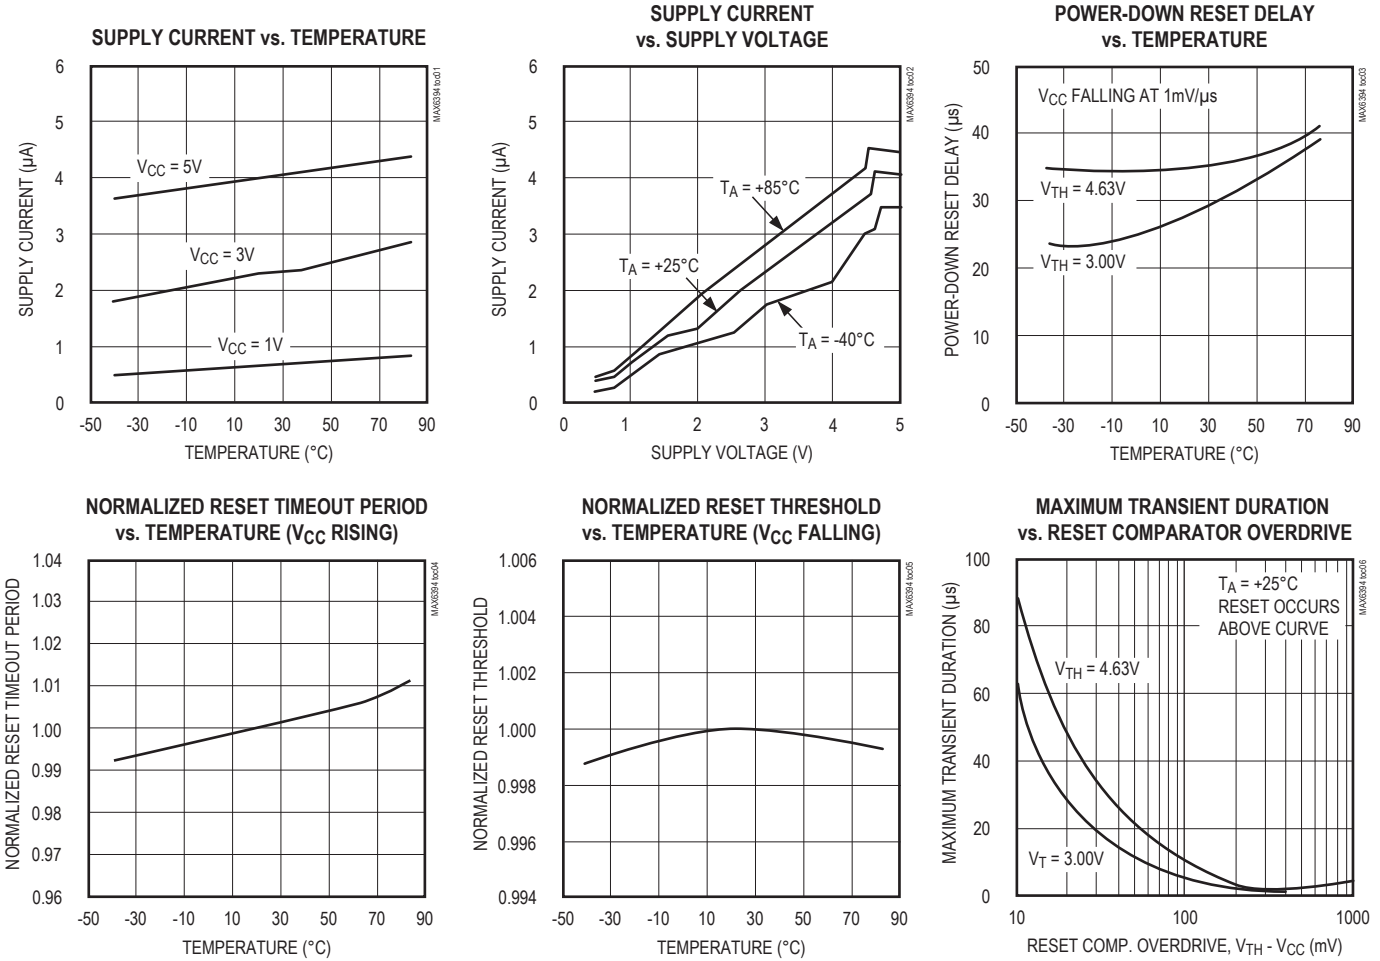 SUPPLY CURRENT vs. TEMPERATURE
6
5
4
3
2
1
0
SUPPLY CURRENT (µA)
VCC = 5V
VCC = 3V
VCC = 1V
-50 -30 -10 10 30 50 70 90
TEMPERATURE (°C)
MAX6394 toc01
SUPPLY CURRENT
vs. SUPPLY VOLTAGE
6
5
4
3
2
1
0
SUPPLY CURRENT (µA)
TA = +85°C
TA = +25°C
TA = -40°C
0 1 2 3 4 5
SUPPLY VOLTAGE (V)
MAX6394 toc02
POWER-DOWN RESET DELAY
vs. TEMPERATURE
50
40
30
20
10
0
POWER-DOWN RESET DELAY (µs)
VCC FALLING AT 1mV/µs
VTH = 4.63V
VTH = 3.00V
-50 -30 -10 10 30 50 70 90
TEMPERATURE (°C)
MAX6394 toc03
NORMALIZED RESET TIMEOUT PERIOD
vs. TEMPERATURE (VCC RISING)
1.04
1.03
1.02
1.01
1.00
0.99
0.98
0.97
0.96
NORMALIZED RESET TIMEOUT PERIOD
-50 -30 -10 10 30 50 70 90
TEMPERATURE (°C)
MAX6394 toc04
NORMALIZED RESET THRESHOLD
vs. TEMPERATURE (VCC FALLING)
1.006
1.004
1.002
1.000
0.998
0.996
0.994
NORMALIZED RESET THRESHOLD
-50 -30 -10 10 30 50 70 90
TEMPERATURE (°C)
MAX6394 toc05
MAXIMUM TRANSIENT DURATION
vs. RESET COMPARATOR OVERDRIVE
100
80
60
40
20
0
MAXIMUM TRANSIENT DURATION (µs)
TA = +25°C
RESET OCCURS
ABOVE CURVE
VTH = 4.63V
VT = 3.00V
10 100 1000
RESET COMP. OVERDRIVE, VTH - VCC (mV)
MAX6394 toc06